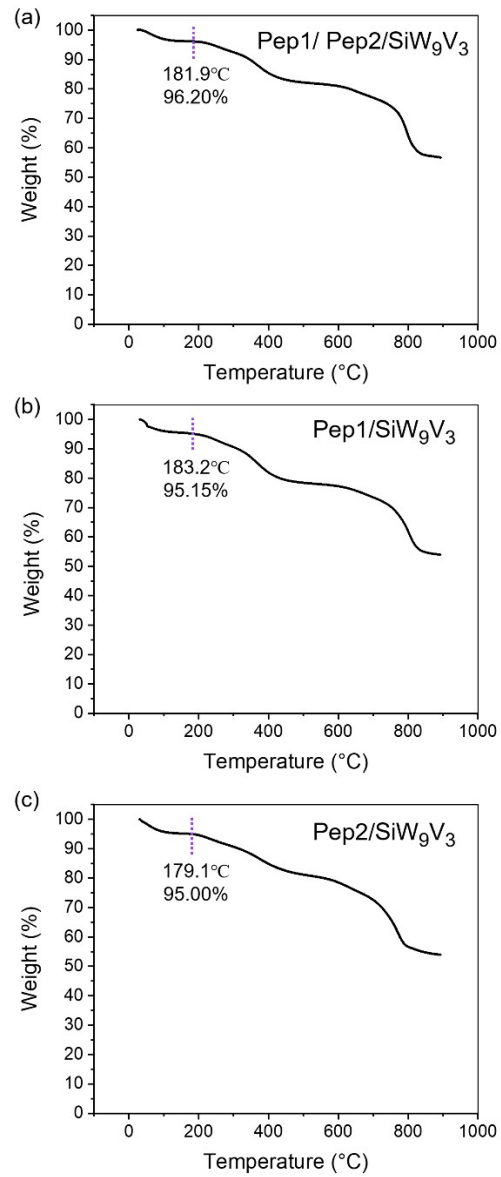 (a)
Pep1/ Pep2/SiW₉V₃
181.9℃
96.20%
Weight (%)
100
90
80
70
60
50
40
30
20
10
0
0 200 400 600 800 1000
Temperature (°C)
(b)
Pep1/SiW₉V₃
183.2℃
95.15%
Weight (%)
100
90
80
70
60
50
40
30
20
10
0
0 200 400 600 800 1000
Temperature (°C)
(c)
Pep2/SiW₉V₃
179.1℃
95.00%
Weight (%)
100
90
80
70
60
50
40
30
20
10
0
0 200 400 600 800 1000
Temperature (°C)